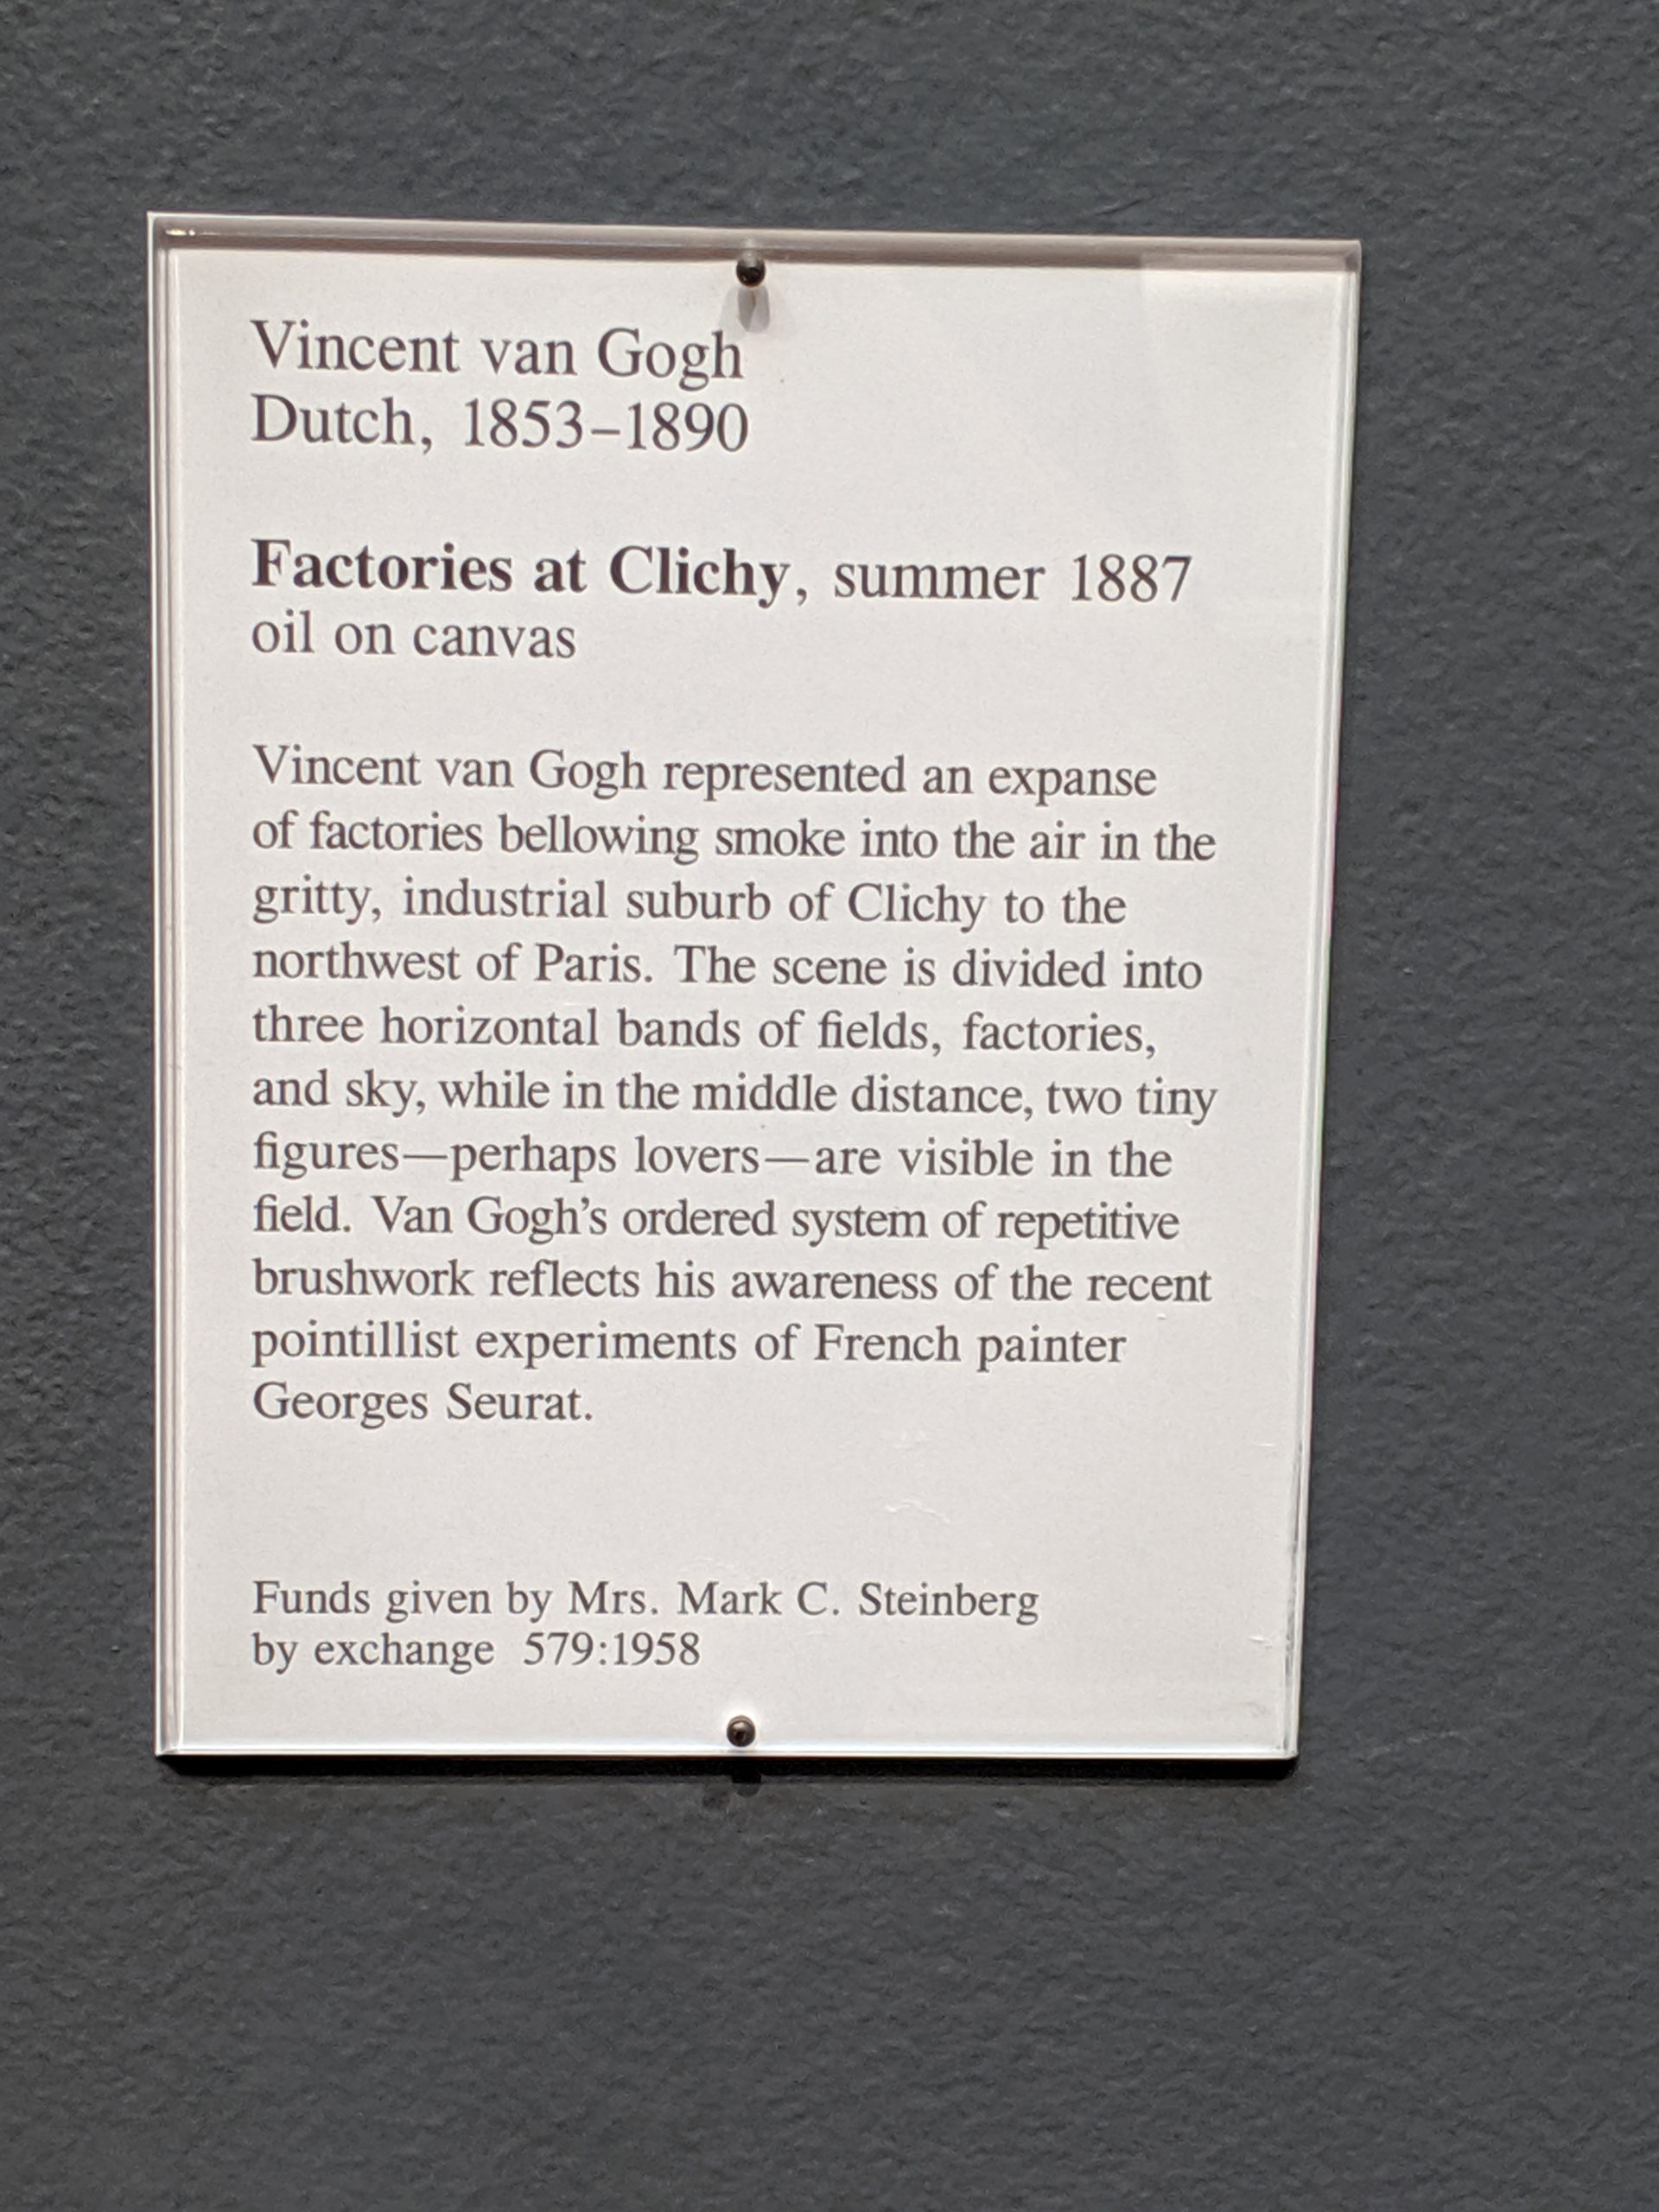 Vincent van Gogh
Dutch, 1853–1890
Factories at Clichy, summer 1887
oil on canvas
Vincent van Gogh represented an expanse
of factories bellowing smoke into the air in the
gritty, industrial suburb of Clichy to the
northwest of Paris. The scene is divided into
three horizontal bands of fields, factories,
and sky, while in the middle distance, two tiny
figures—perhaps lovers—are visible in the
field. Van Gogh’s ordered system of repetitive
brushwork reflects his awareness of the recent
pointillist experiments of French painter
Georges Seurat.
Funds given by Mrs. Mark C. Steinberg
by exchange 579:1958